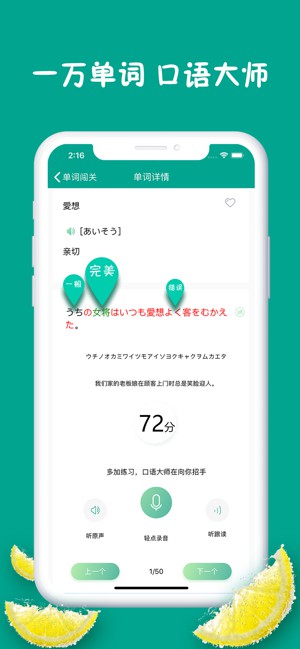 一万单词 口语大师
2:16
单词闯关
单词详情
愛想
[あいそう]
亲切
一般
完美
错误
うちの女将はいつも愛想よく客をむかえ
た。
ウチノオカミワイツモアイソヨクキャクヲムカエタ
我们家的老板娘在顾客上门时总是笑脸迎人。
72分
多加练习，口语大师在向你招手
听原声
轻点录音
听跟读
上一个
1/50
下一个